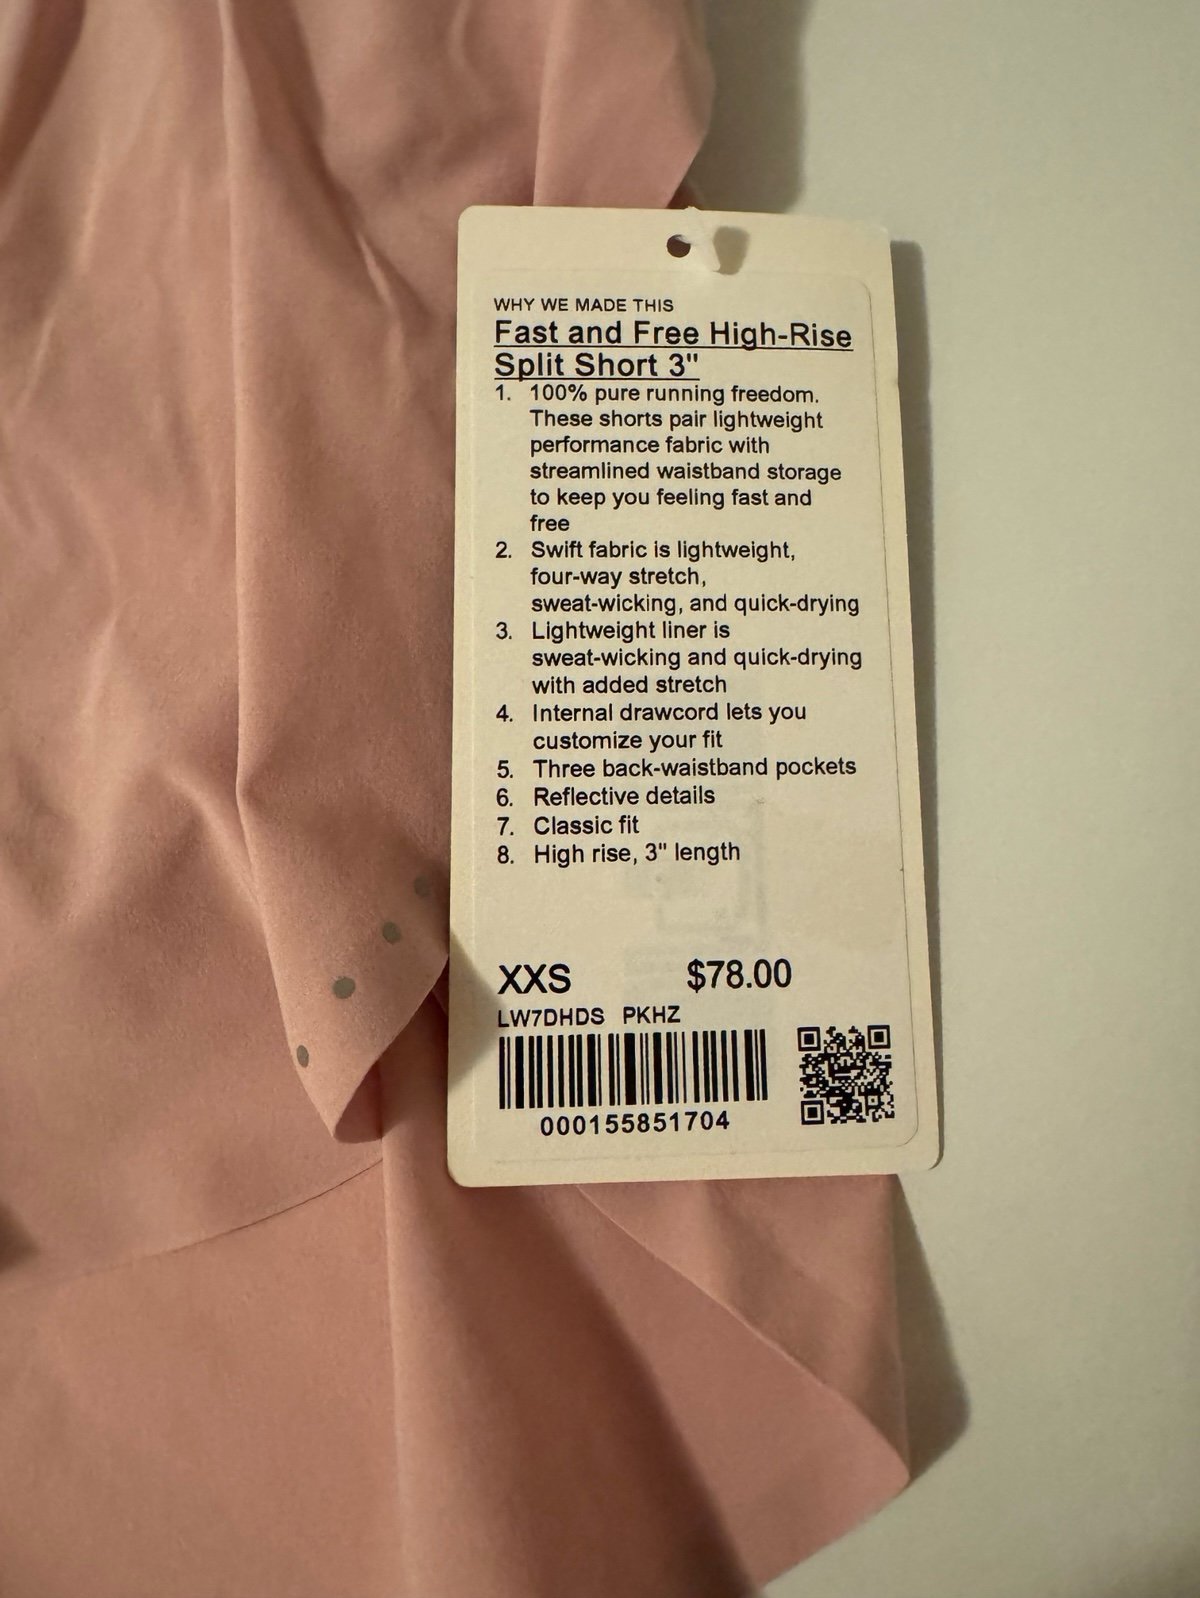 WHY WE MADE THIS
Fast and Free High-Rise
Split Short 3"
1. 100% pure running freedom.
These shorts pair lightweight
performance fabric with
streamlined waistband storage
to keep you feeling fast and
free
2. Swift fabric is lightweight,
four-way stretch,
sweat-wicking, and quick-drying
3. Lightweight liner is
sweat-wicking and quick-drying
with added stretch
4. Internal drawcord lets you
customize your fit
5. Three back-waistband pockets
6. Reflective details
7. Classic fit
8. High rise, 3" length
XXS $78.00
LW7DHDS PKHZ
000155851704